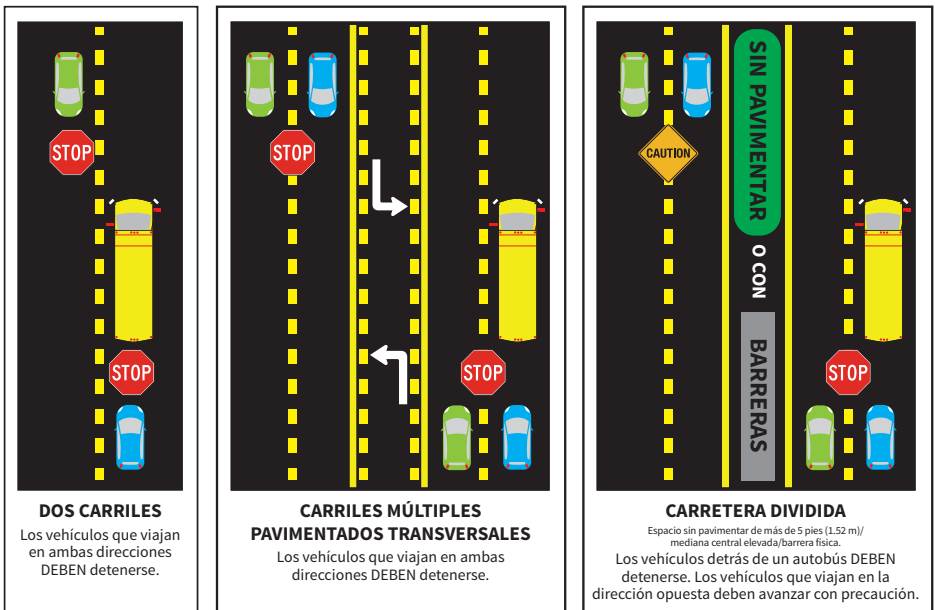 STOP
STOP
DOS CARRILES
Los vehículos que viajan
en ambas direcciones
DEBEN detenerse.
STOP
STOP
CARRILES MÚLTIPLES
PAVIMENTADOS TRANSVERSALES
Los vehículos que viajan en ambas
direcciones DEBEN detenerse.
CAUTION
SIN PAVIMENTAR
O CON
BARRERAS
STOP
CARRETERA DIVIDIDA
Espacio sin pavimentar de más de 5 pies (1.52 m)/
mediana central elevada/barrera física.
Los vehículos detrás de un autobús DEBEN
detenerse. Los vehículos que viajan en la
dirección opuesta deben avanzar con precaución.